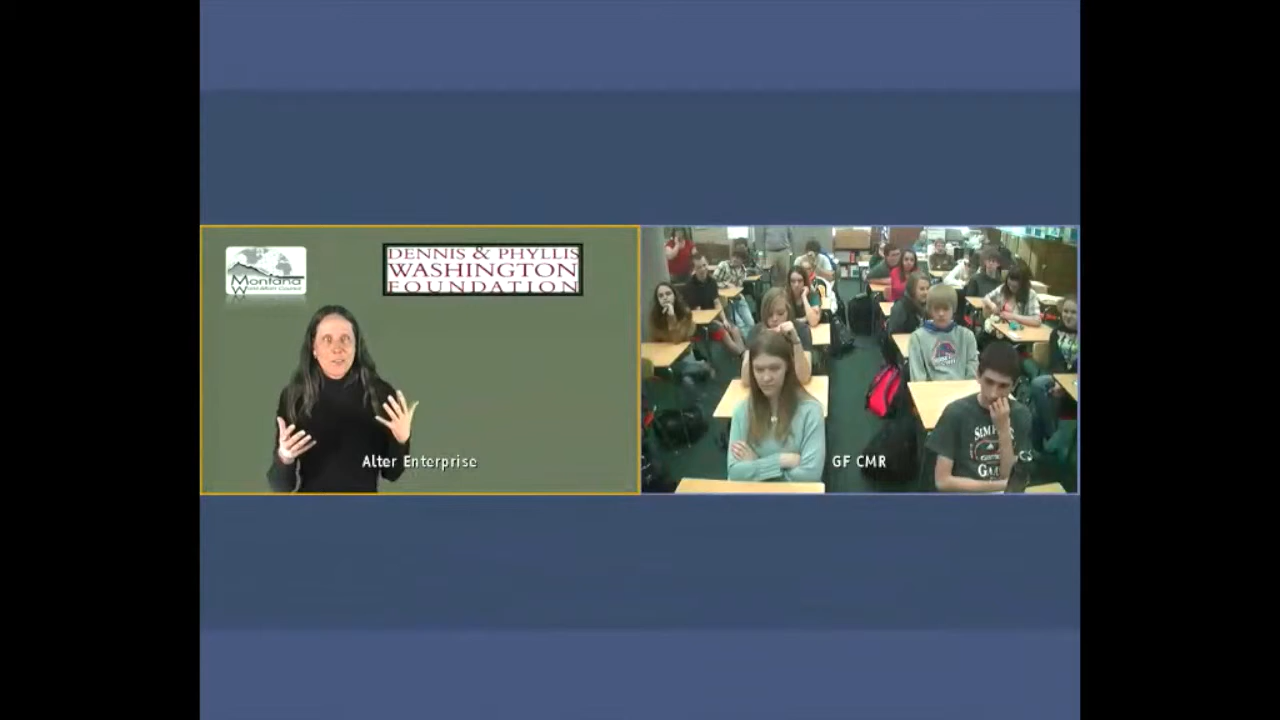 Montana
DENNIS & PHYLLIS
WASHINGTON
FOUNDATION
Alter Enterprise
GF CMR